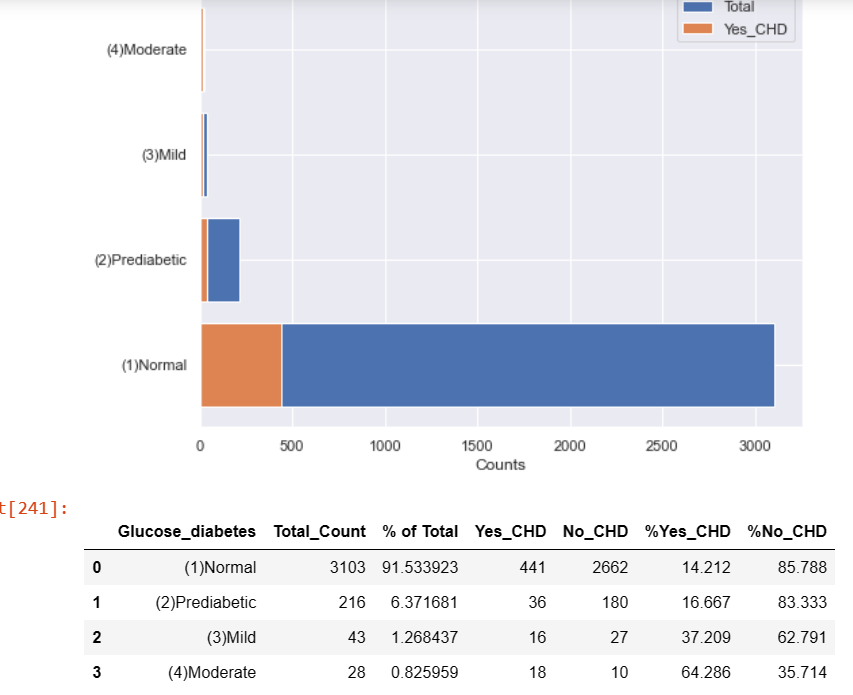 Total
Yes_CHD
(4)Moderate
(3)Mild
(2)Prediabetic
(1)Normal
0 500 1000 1500 2000 2500 3000
Counts
t[241]:
Glucose_diabetes Total_Count % of Total Yes_CHD No_CHD %Yes_CHD %No_CHD
0 (1)Normal 3103 91.533923 441 2662 14.212 85.788
1 (2)Prediabetic 216 6.371681 36 180 16.667 83.333
2 (3)Mild 43 1.268437 16 27 37.209 62.791
3 (4)Moderate 28 0.825959 18 10 64.286 35.714